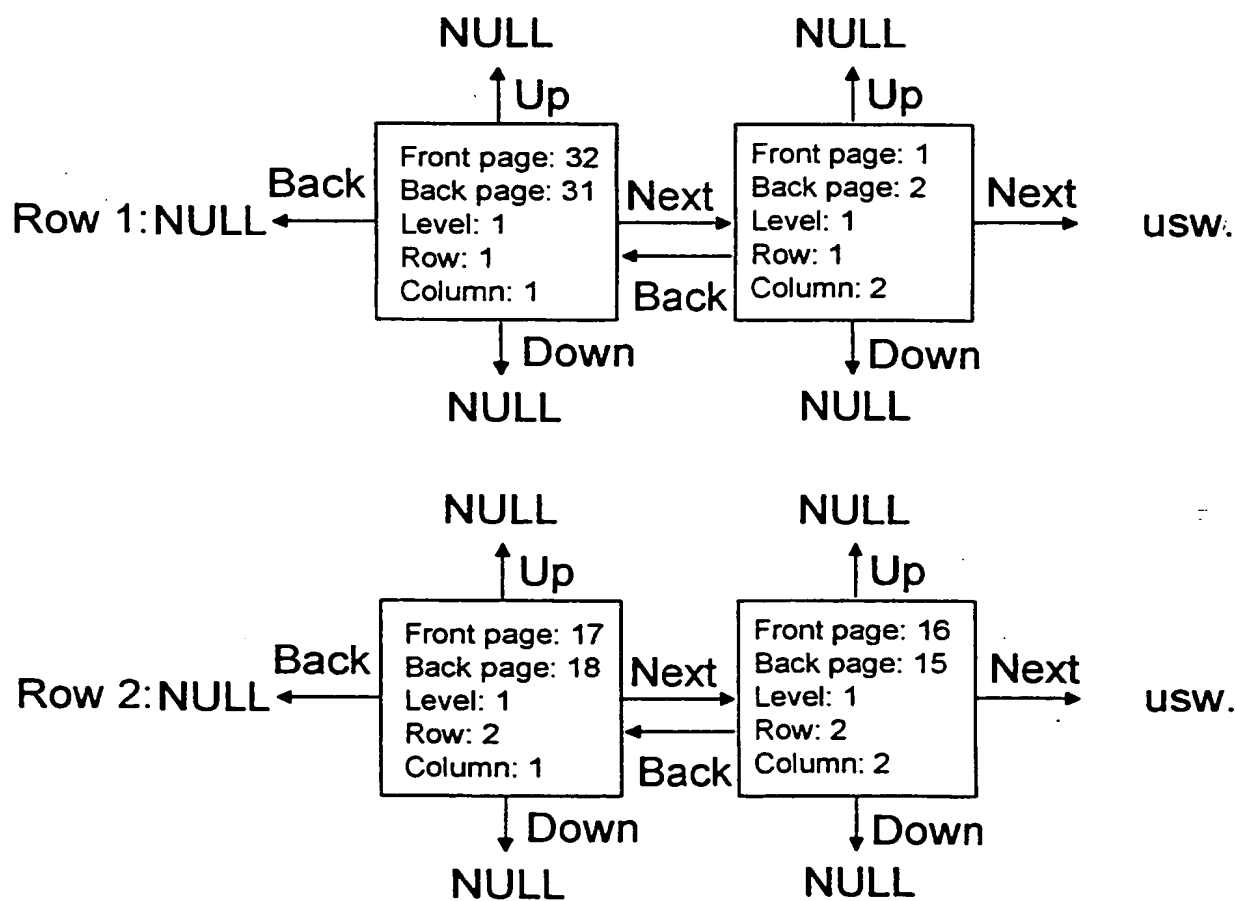 NULL NULL
Up Up
Front page: 32
Back page: 31
Level: 1
Row: 1
Column: 1
Front page: 1
Back page: 2
Level: 1
Row: 1
Column: 2
Row 1: NULL Back Next Back Next usw.
Down Down
NULL NULL
NULL NULL
Up Up
Front page: 17
Back page: 18
Level: 1
Row: 2
Column: 1
Front page: 16
Back page: 15
Level: 1
Row: 2
Column: 2
Row 2: NULL Back Next Back Next usw.
Down Down
NULL NULL